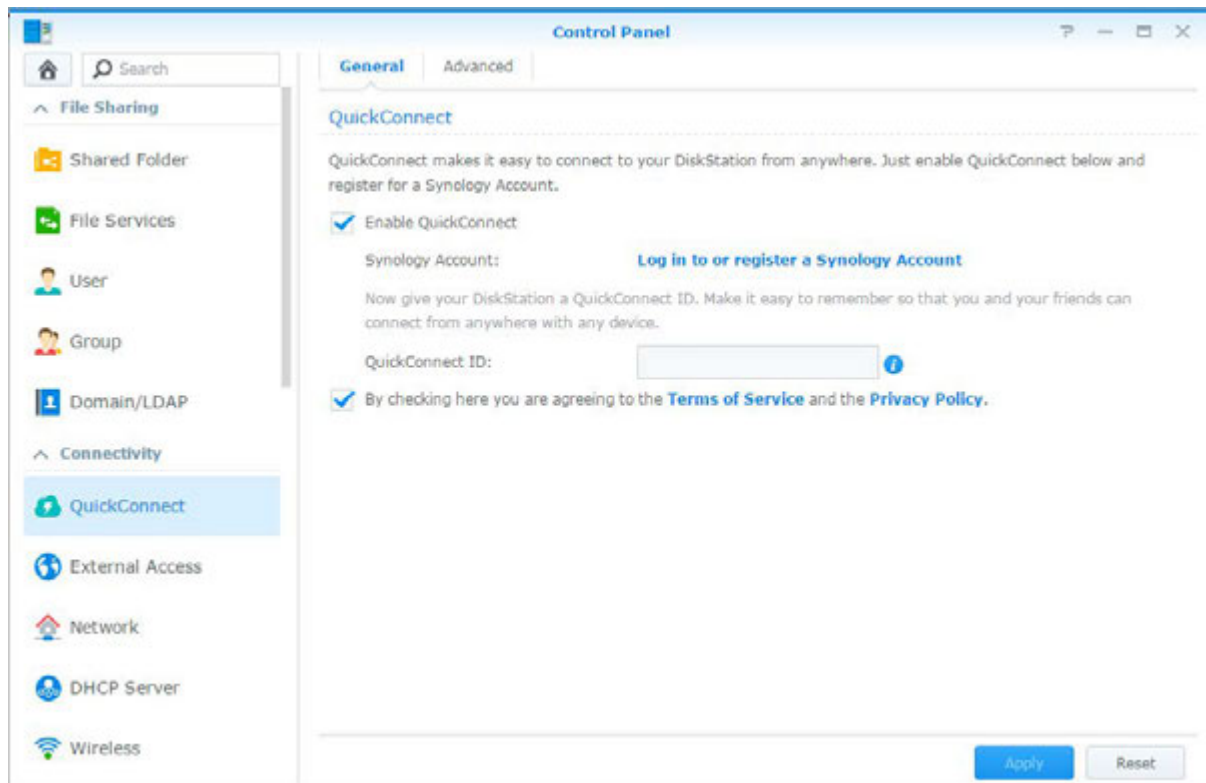 Control Panel
Search
General
Advanced
File Sharing
QuickConnect
Shared Folder
QuickConnect makes it easy to connect to your DiskStation from anywhere. Just enable QuickConnect below and
register for a Synology Account.
File Services
Enable QuickConnect
Synology Account:
Log in to or register a Synology Account
User
Now give your DiskStation a QuickConnect ID. Make it easy to remember so that you and your friends can
connect from anywhere with any device.
Group
QuickConnect ID:
Domain/LDAP
By checking here you are agreeing to the Terms of Service and the Privacy Policy.
Connectivity
QuickConnect
External Access
Network
DHCP Server
Wireless
Apply
Reset